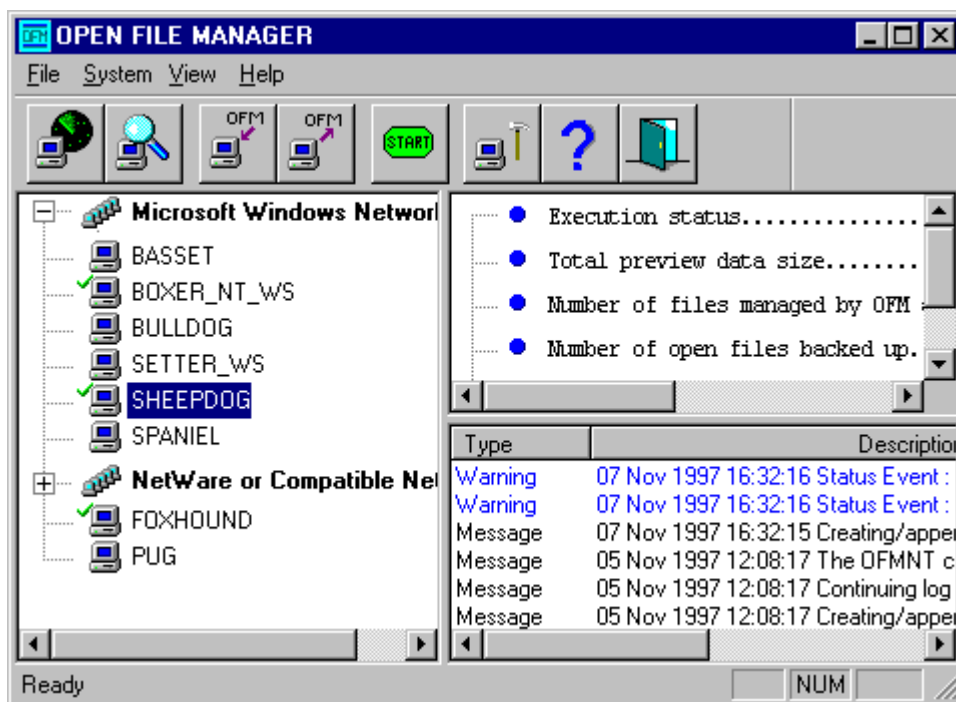 OFM OPEN FILE MANAGER
File System View Help
OFM OFM START
Microsoft Windows Networ
BASSET
BOXER_NT_WS
BULLDOG
SETTER_WS
SHEEPDOG
SPANIEL
NetWare or Compatible Ne
FOXHOUND
PUG
Execution status...............
Total preview data size........
Number of files managed by OFM
Number of open files backed up.
Type Description
Warning 07 Nov 1997 16:32:16 Status Event :
Warning 07 Nov 1997 16:32:16 Status Event :
Message 07 Nov 1997 16:32:15 Creating/apper
Message 05 Nov 1997 12:08:17 The OFMNT c
Message 05 Nov 1997 12:08:17 Continuing log
Message 05 Nov 1997 12:08:17 Creating/apper
Ready NUM